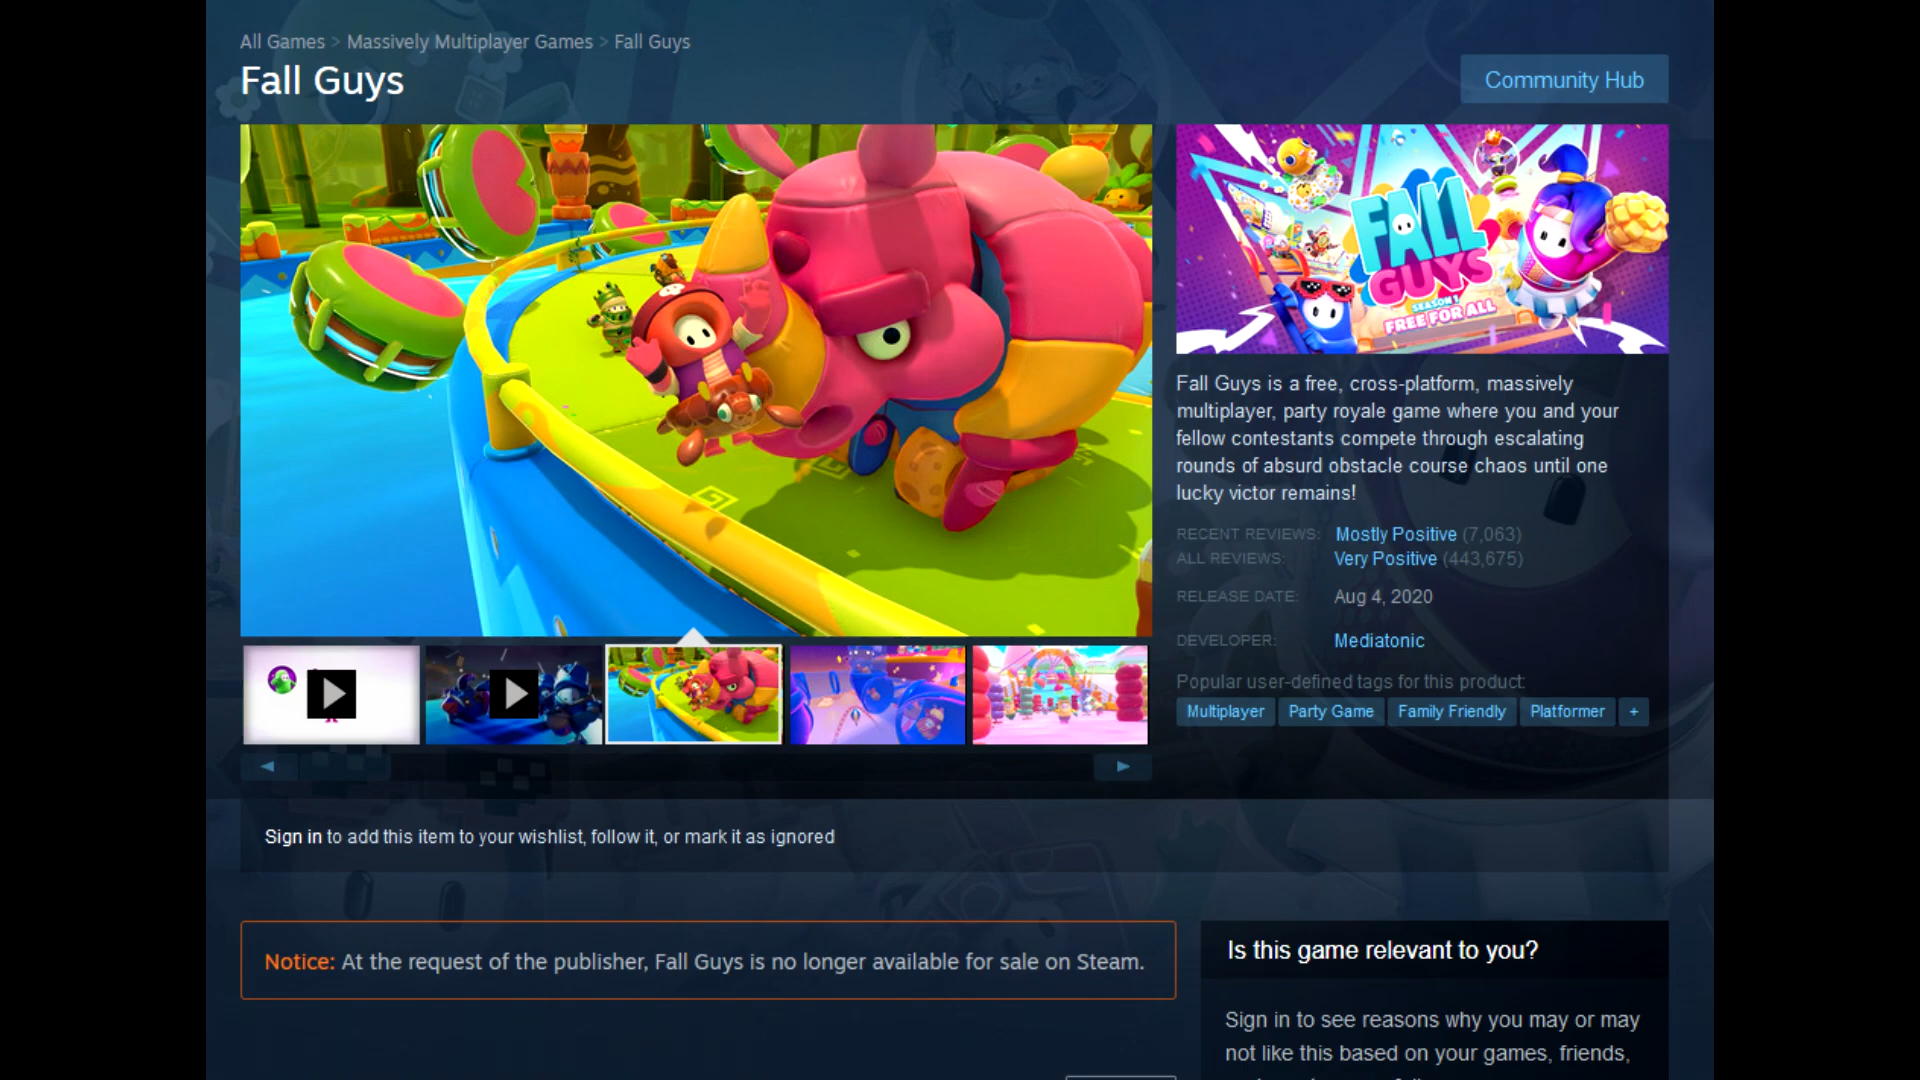 All Games > Massively Multiplayer Games > Fall Guys
Fall Guys
Community Hub
FALL
GUYS
SEASON 1
FREE FOR ALL
Fall Guys is a free, cross-platform, massively
multiplayer, party royale game where you and your
fellow contestants compete through escalating
rounds of absurd obstacle course chaos until one
lucky victor remains!
RECENT REVIEWS: Mostly Positive (7,063)
ALL REVIEWS: Very Positive (443,675)
RELEASE DATE: Aug 4, 2020
DEVELOPER: Mediatonic
Popular user-defined tags for this product:
Multiplayer Party Game Family Friendly Platformer +
Sign in to add this item to your wishlist, follow it, or mark it as ignored
Notice: At the request of the publisher, Fall Guys is no longer available for sale on Steam.
Is this game relevant to you?
Sign in to see reasons why you may or may
not like this based on your games, friends,